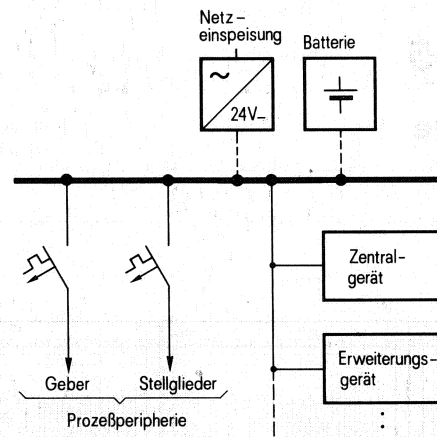 Netz-
einspeisung
Batterie
~
24V–
Zentral-
gerät
Erweiterungs-
gerät
Geber
Stellglieder
Prozeßperipherie